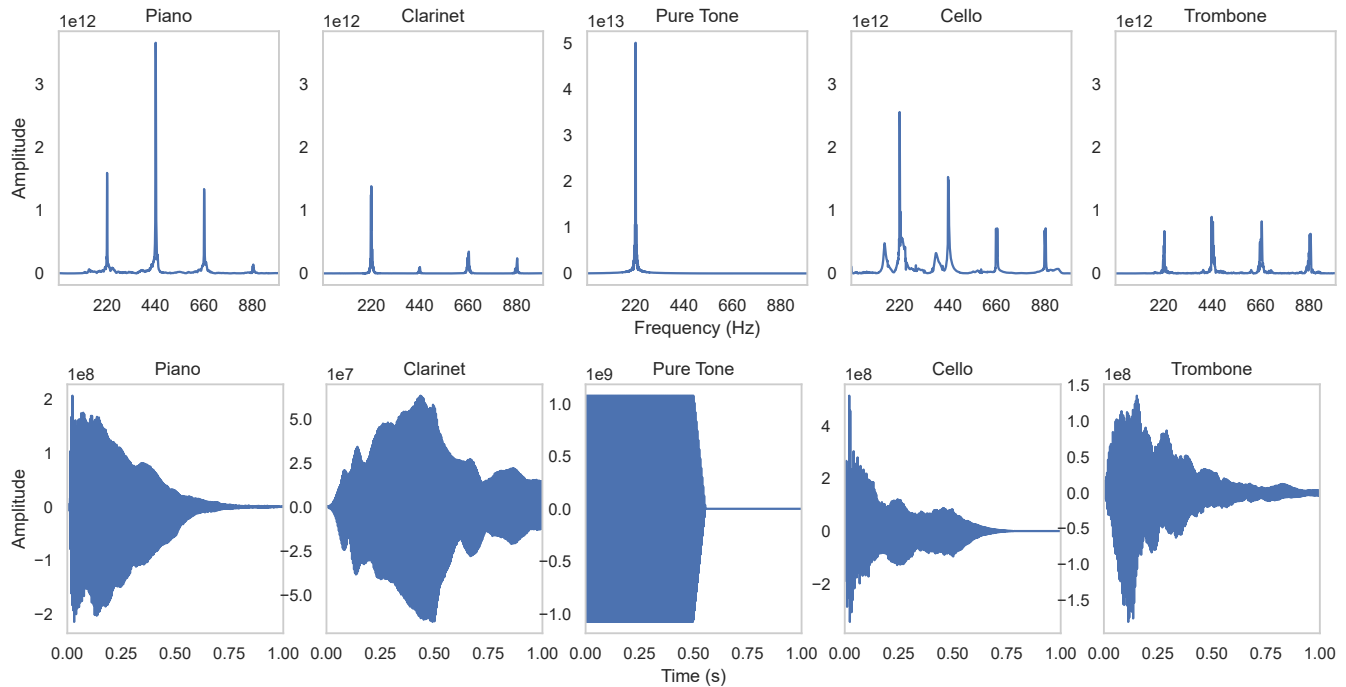 Piano Clarinet Pure Tone Cello Trombone
1e12 1e12 1e13 1e12 1e12
5
3 3 4 3 3
3
2 2 2 2
2
1 1 1 1
1
0 0 0 0 0
Amplitude
220 440 660 880 220 440 660 880 220 440 660 880 220 440 660 880 220 440 660 880
Frequency (Hz)
Piano Clarinet Pure Tone Cello Trombone
1e8 1e7 1e9 1e8 1e8
2 5.0 1.0 4 1.5
1 2.5 0.5 2 1.0
0.5
0 0.0 0.0 0 0.0
−0.5
−1 −2.5 −0.5 −2 −1.0
−2 −5.0 −1.0 −1.5
Amplitude
0.00 0.25 0.50 0.75 1.00 0.00 0.25 0.50 0.75 1.00 0.00 0.25 0.50 0.75 1.00 0.00 0.25 0.50 0.75 1.00 0.00 0.25 0.50 0.75 1.00
Time (s)